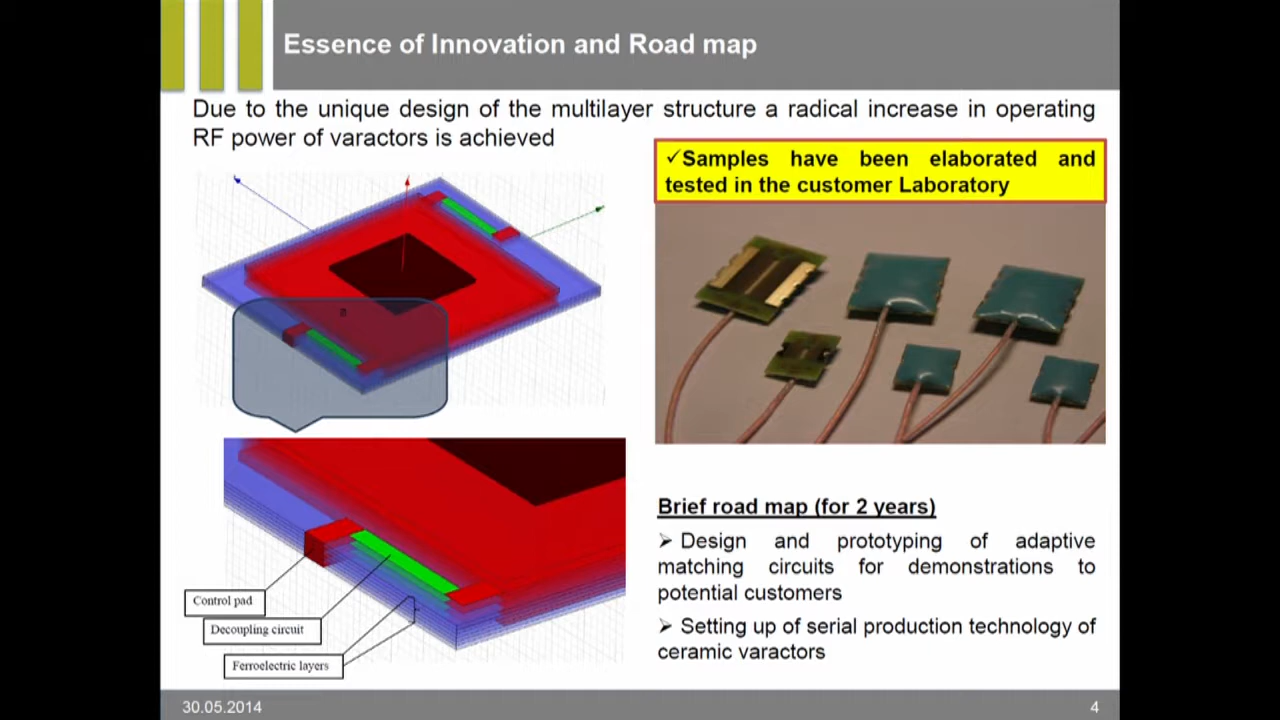 Essence of Innovation and Road map
Due to the unique design of the multilayer structure a radical increase in operating
RF power of varactors is achieved
✓Samples have been elaborated and
tested in the customer Laboratory
Control pad
Decoupling circuit
Ferroelectric layers
Brief road map (for 2 years)
➢ Design and prototyping of adaptive
matching circuits for demonstrations to
potential customers
➢ Setting up of serial production technology of
ceramic varactors
30.05.2014
4